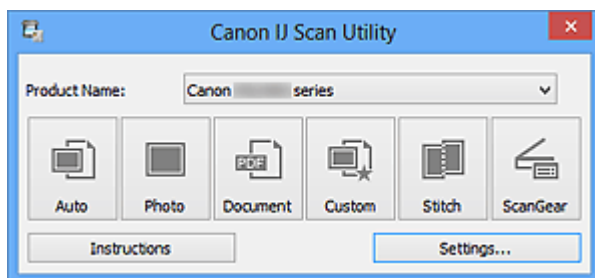 Canon IJ Scan Utility
Product Name: Canon series
PDF
Auto Photo Document Custom Stitch ScanGear
Instructions Settings...